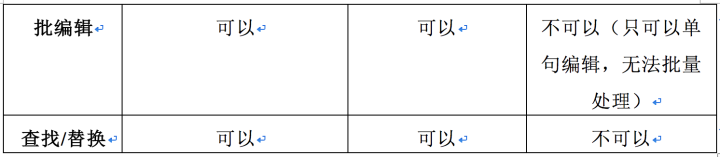 批编辑 可以 可以 不可以（只可以单
句编辑，无法批量
处理）
查找/替换 可以 可以 不可以